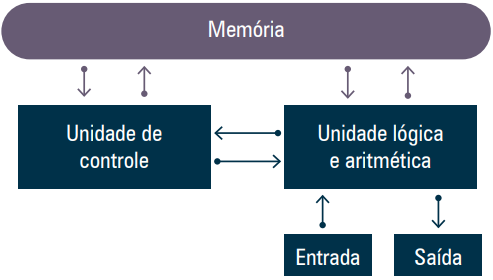 Memória
Unidade de
controle
Unidade lógica
e aritmética
Entrada
Saída